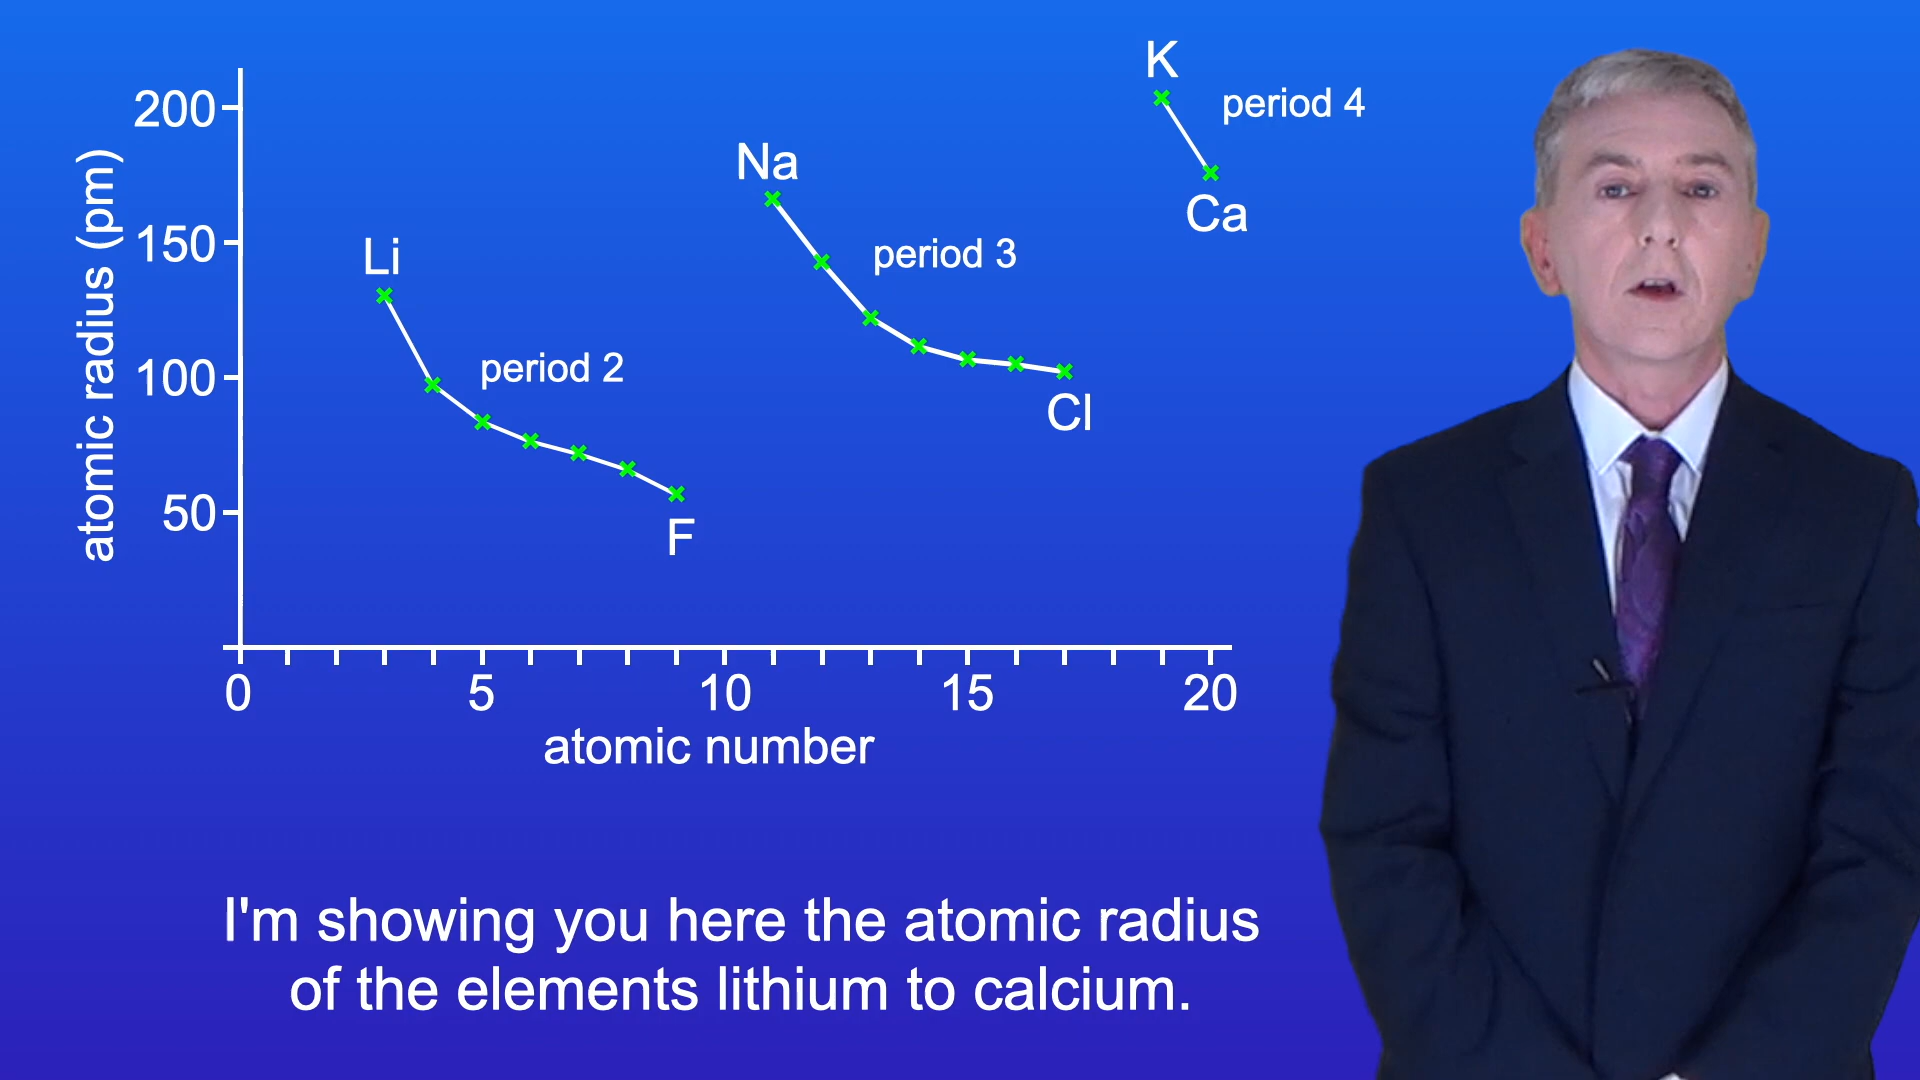 K
period 4
200
Na
Ca
150
period 3
Li
atomic radius (pm)
100
period 2
Cl
50
F
0 5 10 15 20
atomic number
I'm showing you here the atomic radius
of the elements lithium to calcium.